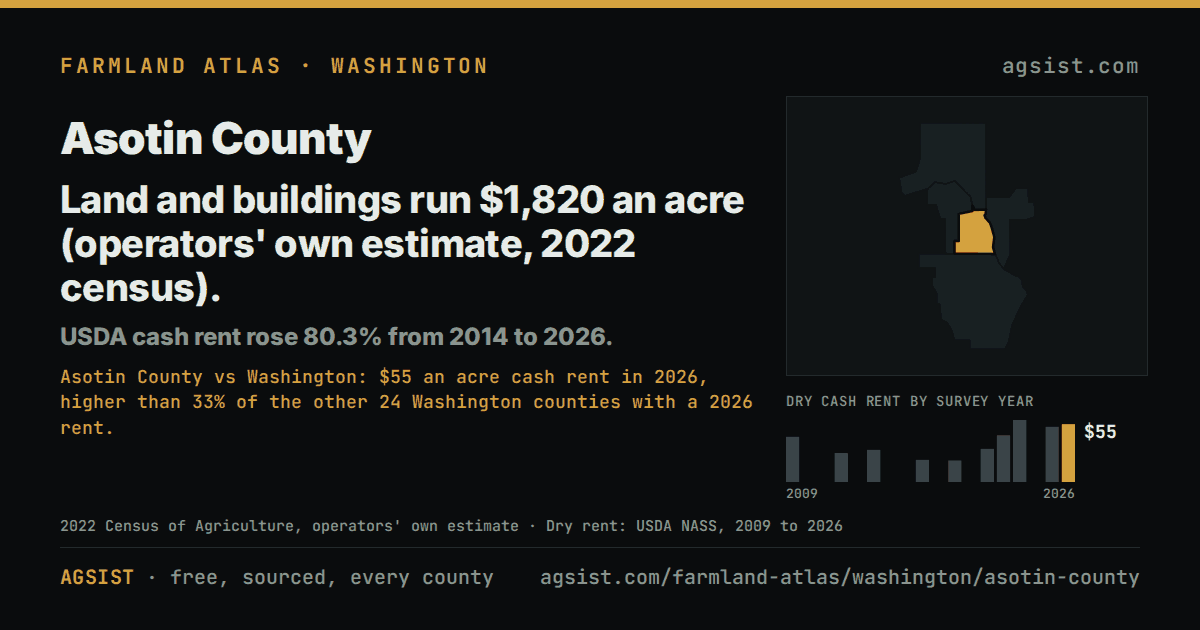 FARMLAND ATLAS · WASHINGTON
agsist.com
Asotin County
Land and buildings run $1,820 an acre
(operators' own estimate, 2022
census).
USDA cash rent rose 80.3% from 2014 to 2026.
Asotin County vs Washington: $55 an acre cash rent in 2026,
higher than 33% of the other 24 Washington counties with a 2026
rent.
DRY CASH RENT BY SURVEY YEAR
$55
2009
2026
2022 Census of Agriculture, operators' own estimate · Dry rent: USDA NASS, 2009 to 2026
AGSIST · free, sourced, every county
agsist.com/farmland-atlas/washington/asotin-county